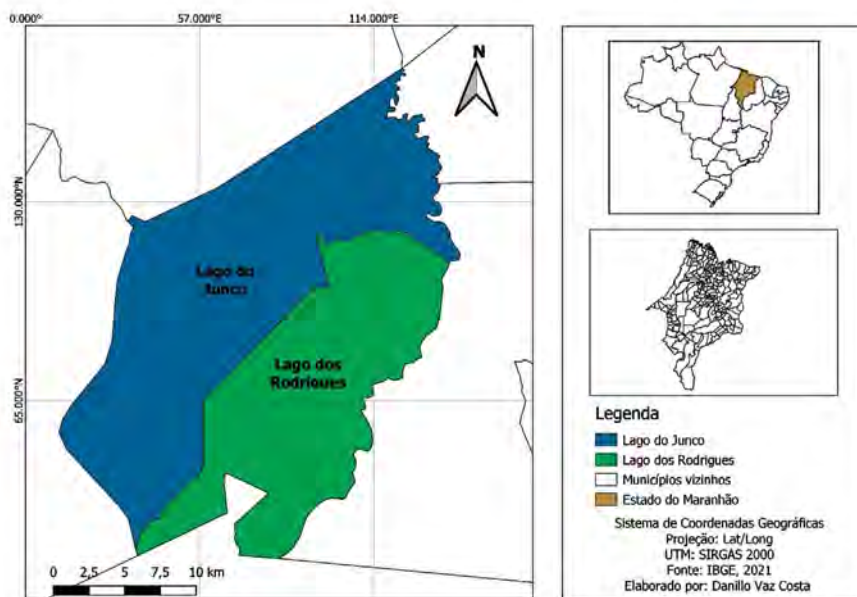 0.000°
57.000°E
114.000°E
N
130.000°N
Lago do
Junco
Lago dos
Rodrigues
65.000°N
0 2,5 5 7,5 10 km
Legenda
Lago do Junco
Lago dos Rodrigues
Municípios vizinhos
Estado do Maranhão
Sistema de Coordenadas Geográficas
Projeção: Lat/Long
UTM: SIRGAS 2000
Fonte: IBGE, 2021
Elaborado por: Danillo Vaz Costa